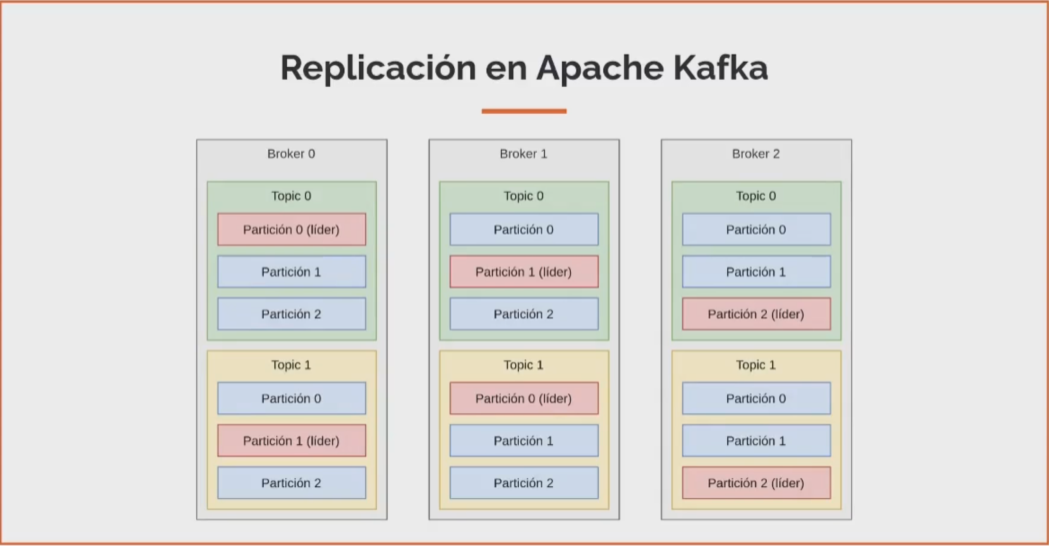 Replicación en Apache Kafka
Broker 0
Topic 0
Partición 0 (líder)
Partición 1
Partición 2
Topic 1
Partición 0
Partición 1 (líder)
Partición 2
Broker 1
Topic 0
Partición 0
Partición 1 (líder)
Partición 2
Topic 1
Partición 0 (líder)
Partición 1
Partición 2
Broker 2
Topic 0
Partición 0
Partición 1
Partición 2 (líder)
Topic 1
Partición 0
Partición 1
Partición 2 (líder)